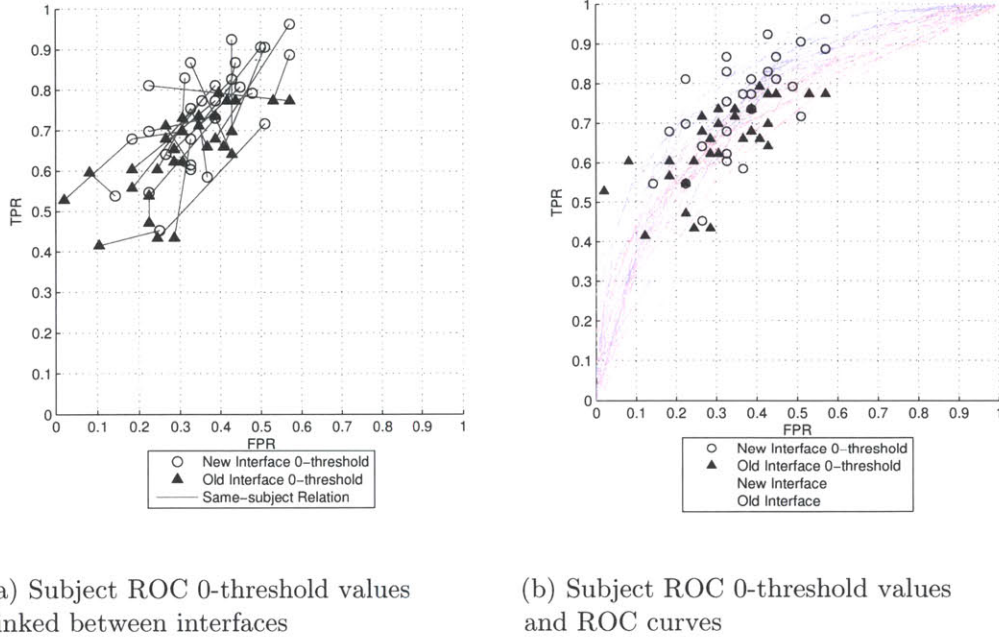 1
0.9
0.8
0.7
0.6
0.5
0.4
0.3
0.2
0.1
0
TPR
0 0.1 0.2 0.3 0.4 0.5 0.6 0.7 0.8 0.9 1
FPR
New Interface 0-threshold
Old Interface 0-threshold
Same-subject Relation
a) Subject ROC 0-threshold values
inked between interfaces
1
0.9
0.8
0.7
0.6
0.5
0.4
0.3
0.2
0.1
0
TPR
0 0.1 0.2 0.3 0.4 0.5 0.6 0.7 0.8 0.9 1
FPR
New Interface 0-threshold
Old Interface 0-threshold
New Interface
Old Interface
(b) Subject ROC 0-threshold values
and ROC curves